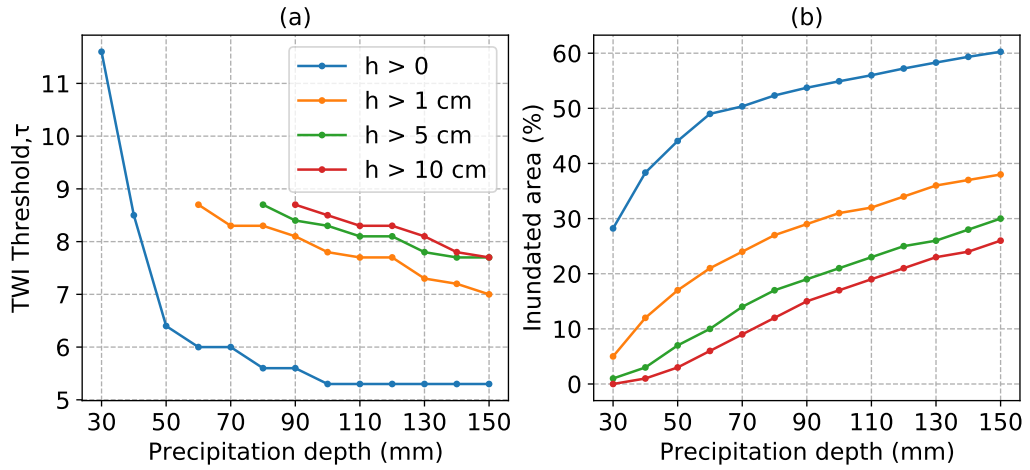 (a)
11
10
9
8
7
6
5
TWI Threshold,τ
h > 0
h > 1 cm
h > 5 cm
h > 10 cm
30 50 70 90 110 130 150
Precipitation depth (mm)
(b)
60
50
40
30
20
10
0
Inundated area (%)
30 50 70 90 110 130 150
Precipitation depth (mm)